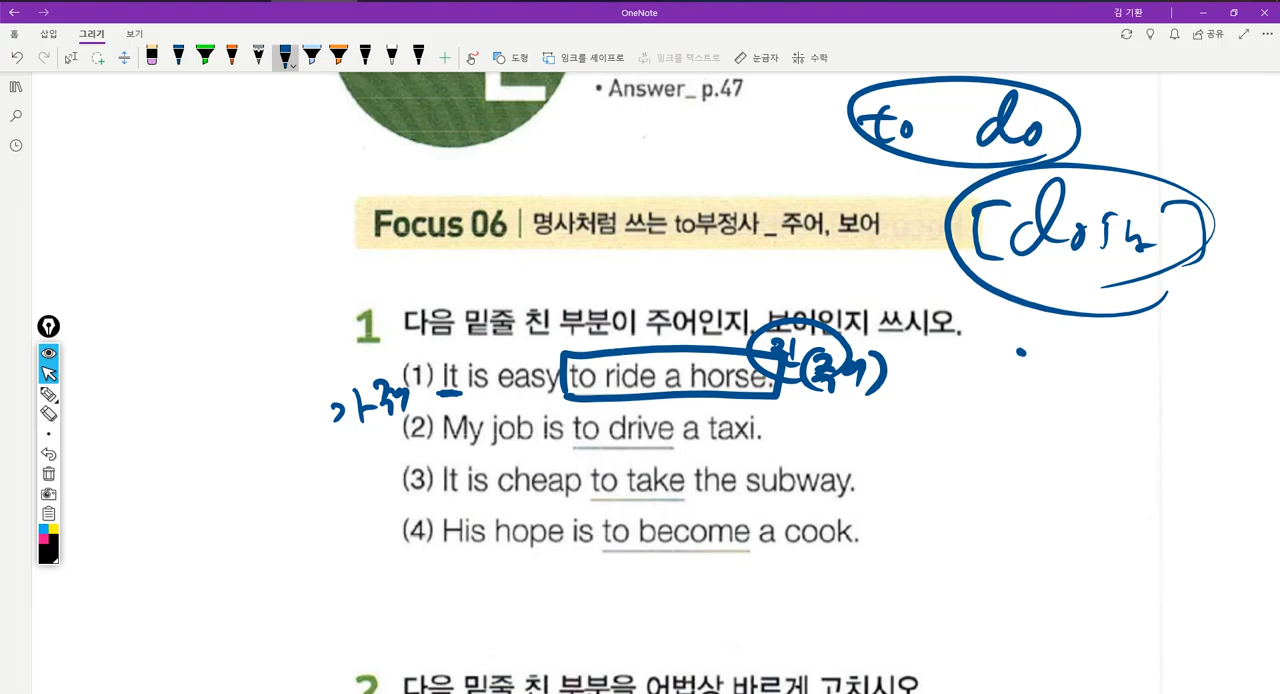 OneNote
김 기환
홈 삽입 그리기 보기
공유
도형 잉크를 셰이프로 잉크를 텍스트로 눈금자 수학
• Answer_ p.47
to do
Focus 06 | 명사처럼 쓰는 to부정사 _ 주어, 보어
[doing]
1 다음 밑줄 친 부분이 주어인지, 보어인지 쓰시오.
진(주어)
(1) It is easy to ride a horse.
가주어
(2) My job is to drive a taxi.
(3) It is cheap to take the subway.
(4) His hope is to become a cook.
2 다음 밑줄 친 부분을 어법상 바르게 고치시오